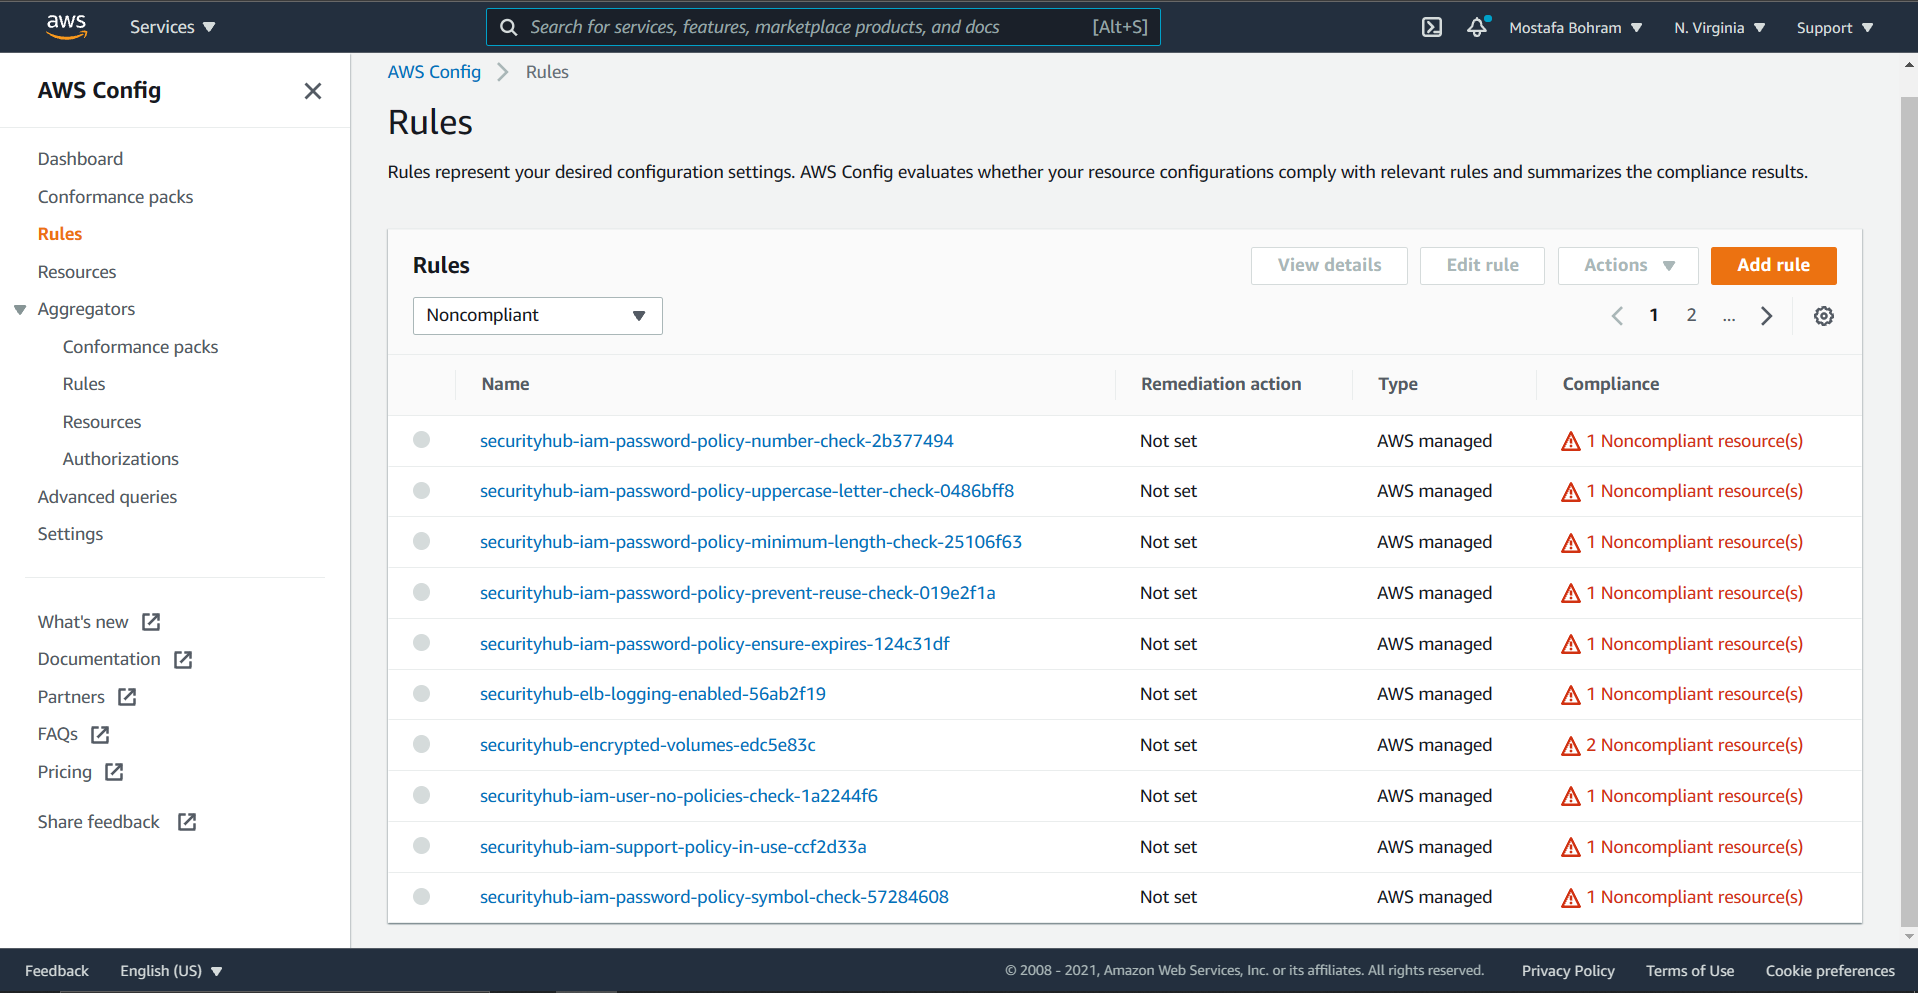 aws Services Search for services, features, marketplace products, and docs [Alt+S] Mostafa Bohram N. Virginia Support
AWS Config
Dashboard
Conformance packs
Rules
Resources
Aggregators
Conformance packs
Rules
Resources
Authorizations
Advanced queries
Settings
What's new
Documentation
Partners
FAQs
Pricing
Share feedback
AWS Config Rules
Rules
Rules represent your desired configuration settings. AWS Config evaluates whether your resource configurations comply with relevant rules and summarizes the compliance results.
Rules View details Edit rule Actions Add rule
Noncompliant 1 2 ...
Name Remediation action Type Compliance
securityhub-iam-password-policy-number-check-2b377494 Not set AWS managed 1 Noncompliant resource(s)
securityhub-iam-password-policy-uppercase-letter-check-0486bff8 Not set AWS managed 1 Noncompliant resource(s)
securityhub-iam-password-policy-minimum-length-check-25106f63 Not set AWS managed 1 Noncompliant resource(s)
securityhub-iam-password-policy-prevent-reuse-check-019e2f1a Not set AWS managed 1 Noncompliant resource(s)
securityhub-iam-password-policy-ensure-expires-124c31df Not set AWS managed 1 Noncompliant resource(s)
securityhub-elb-logging-enabled-56ab2f19 Not set AWS managed 1 Noncompliant resource(s)
securityhub-encrypted-volumes-edc5e83c Not set AWS managed 2 Noncompliant resource(s)
securityhub-iam-user-no-policies-check-1a2244f6 Not set AWS managed 1 Noncompliant resource(s)
securityhub-iam-support-policy-in-use-ccf2d33a Not set AWS managed 1 Noncompliant resource(s)
securityhub-iam-password-policy-symbol-check-57284608 Not set AWS managed 1 Noncompliant resource(s)
Feedback English (US) © 2008 - 2021, Amazon Web Services, Inc. or its affiliates. All rights reserved. Privacy Policy Terms of Use Cookie preferences